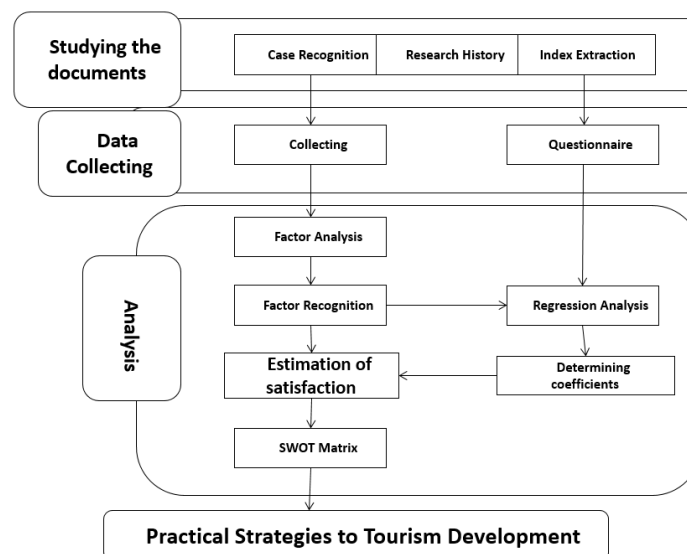 Studying the
documents
Case Recognition
Research History
Index Extraction
Data
Collecting
Collecting
Questionnaire
Analysis
Factor Analysis
Factor Recognition
Regression Analysis
Estimation of
satisfaction
Determining
coefficients
SWOT Matrix
Practical Strategies to Tourism Development